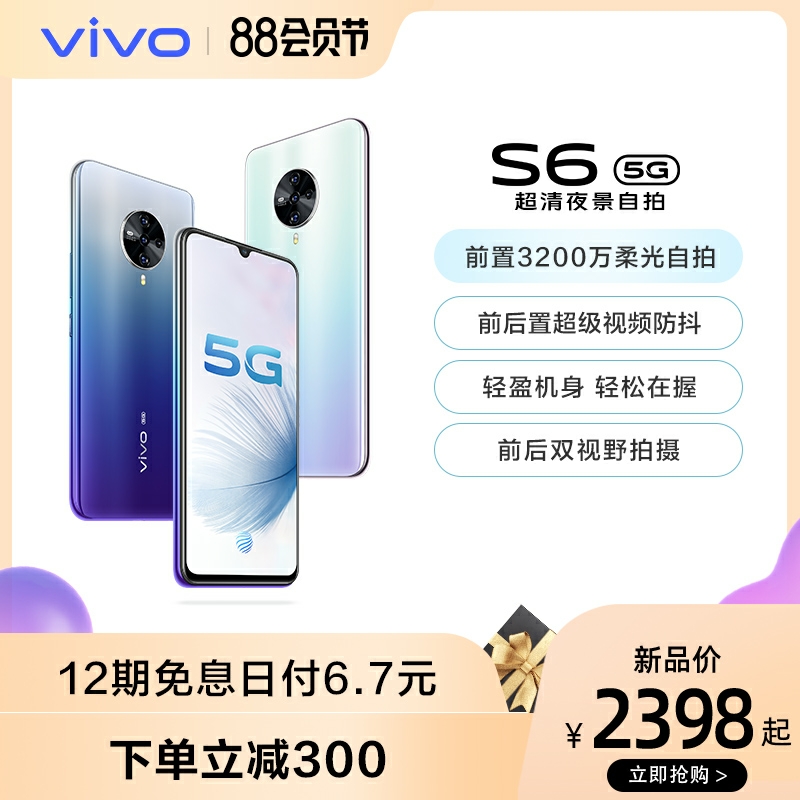 vivo | 88会员节
S6 5G
超清夜景自拍
前置3200万柔光自拍
前后置超级视频防抖
轻盈机身 轻松在握
前后双视野拍摄
5G
vivo
12期免息日付6.7元
下单立减300
新品价
¥2398起
立即抢购 >